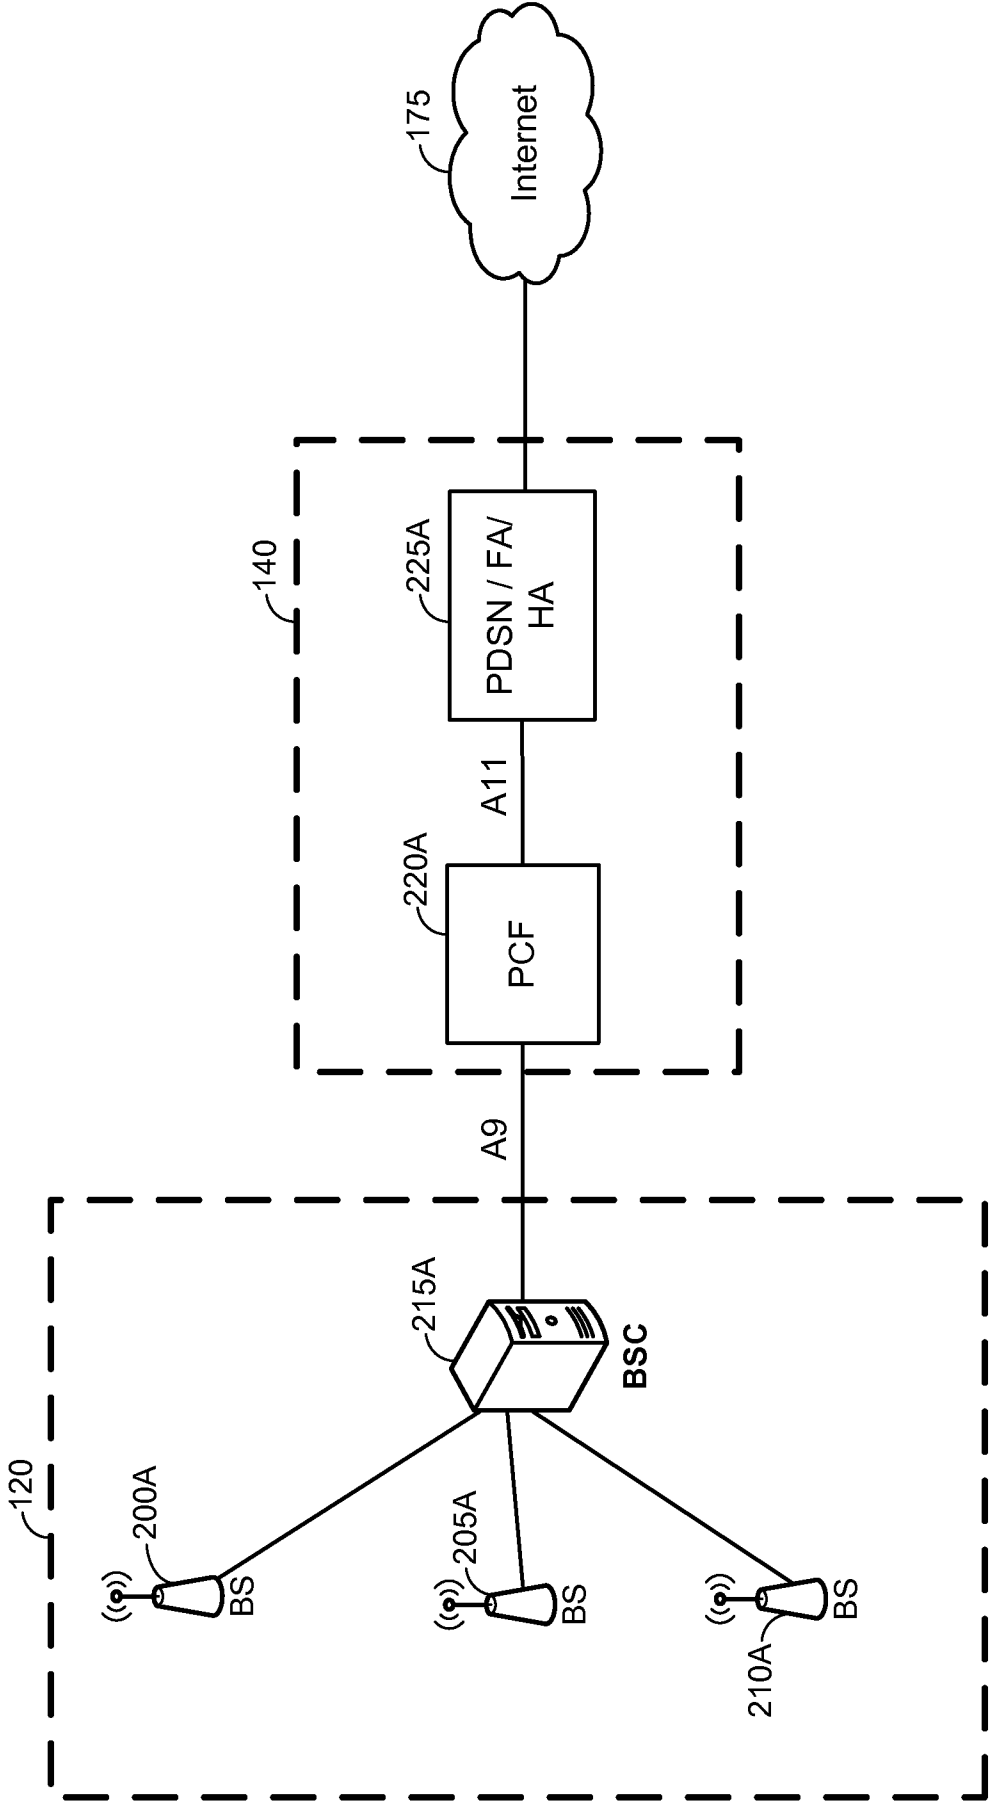 120
200A
BS
205A
BS
210A
BS
215A
BSC
A9
140
220A
PCF
A11
225A
PDSN / FA/
HA
175
Internet